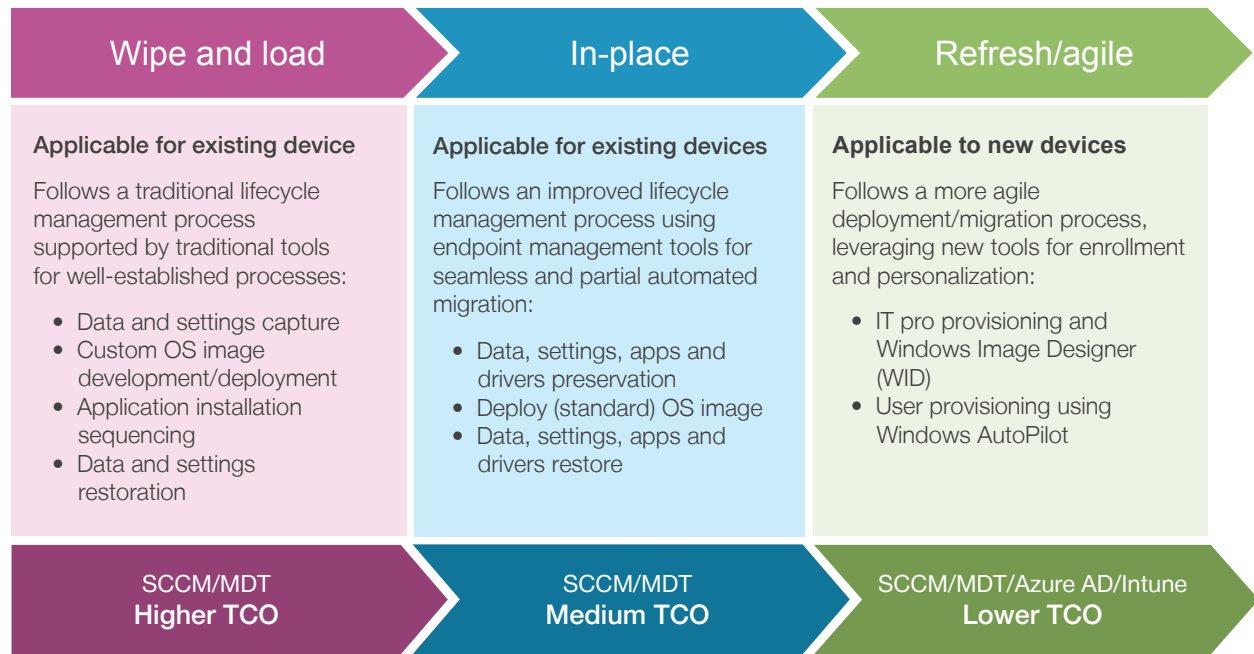 Wipe and load
In-place
Refresh/agile
Applicable for existing device
Follows a traditional lifecycle
management process
supported by traditional tools
for well-established processes:
• Data and settings capture
• Custom OS image
development/deployment
• Application installation
sequencing
• Data and settings
restoration
Applicable for existing devices
Follows an improved lifecycle
management process using
endpoint management tools for
seamless and partial automated
migration:
• Data, settings, apps and
drivers preservation
• Deploy (standard) OS image
• Data, settings, apps and
drivers restore
Applicable to new devices
Follows a more agile
deployment/migration process,
leveraging new tools for enrollment
and personalization:
• IT pro provisioning and
Windows Image Designer
(WID)
• User provisioning using
Windows AutoPilot
SCCM/MDT
Higher TCO
SCCM/MDT
Medium TCO
SCCM/MDT/Azure AD/Intune
Lower TCO